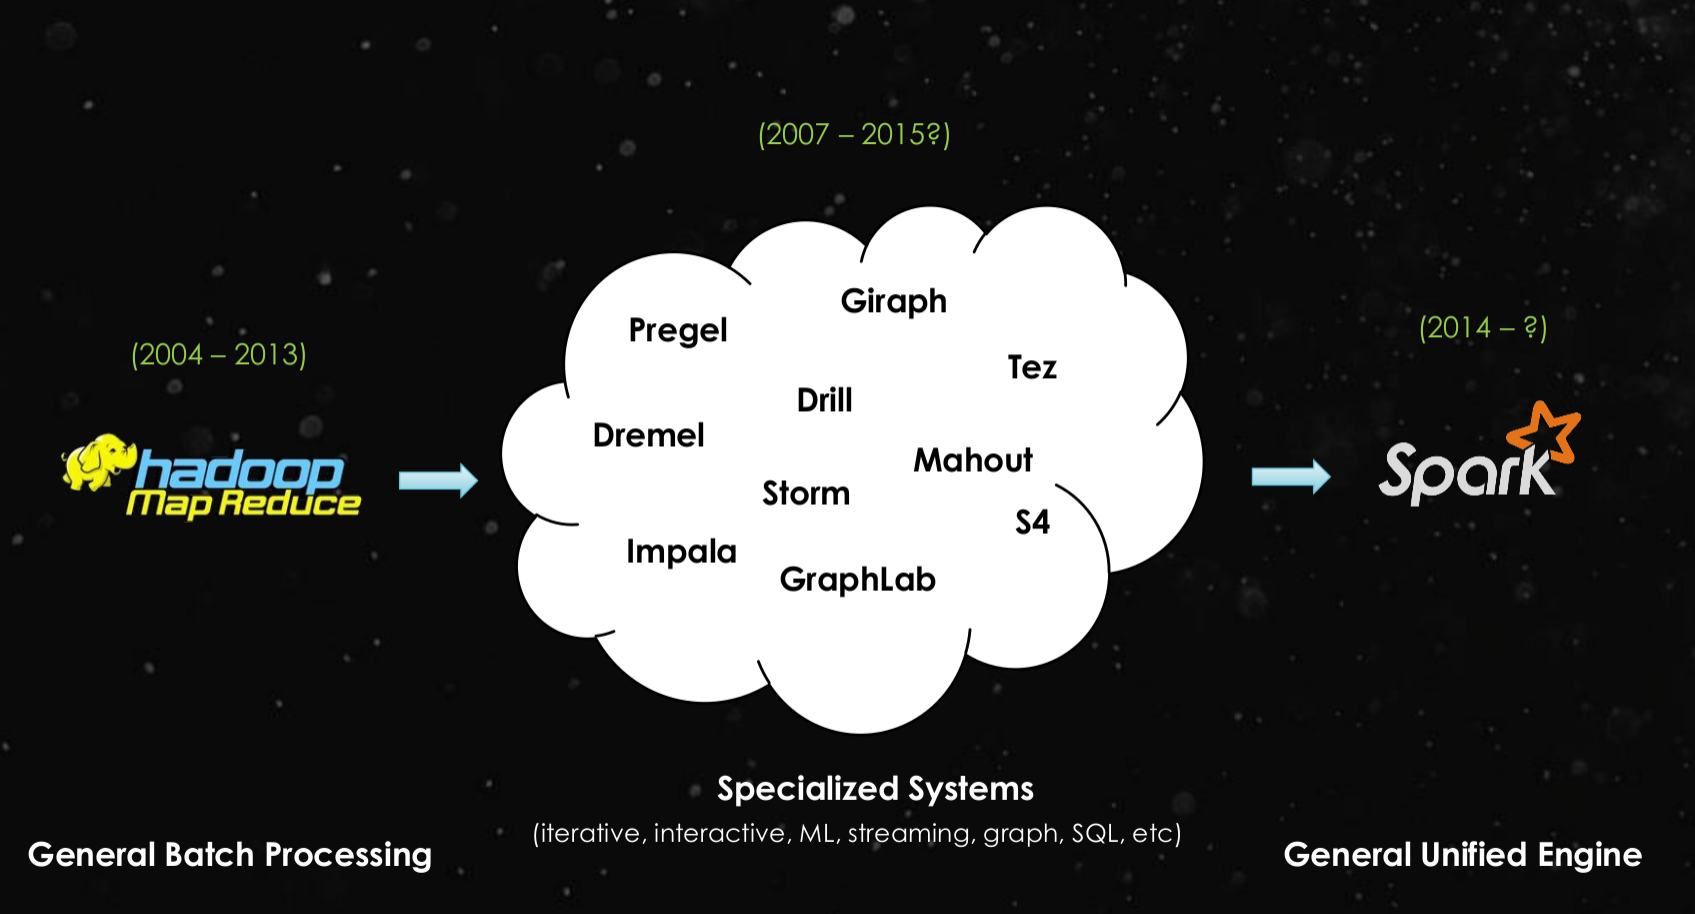 (2007 – 2015?)
(2004 – 2013)
(2014 – ?)
hadoop
Map Reduce
Pregel
Giraph
Tez
Drill
Dremel
Mahout
Storm
S4
Impala
GraphLab
Spark
Specialized Systems
(iterative, interactive, ML, streaming, graph, SQL, etc)
General Batch Processing
General Unified Engine